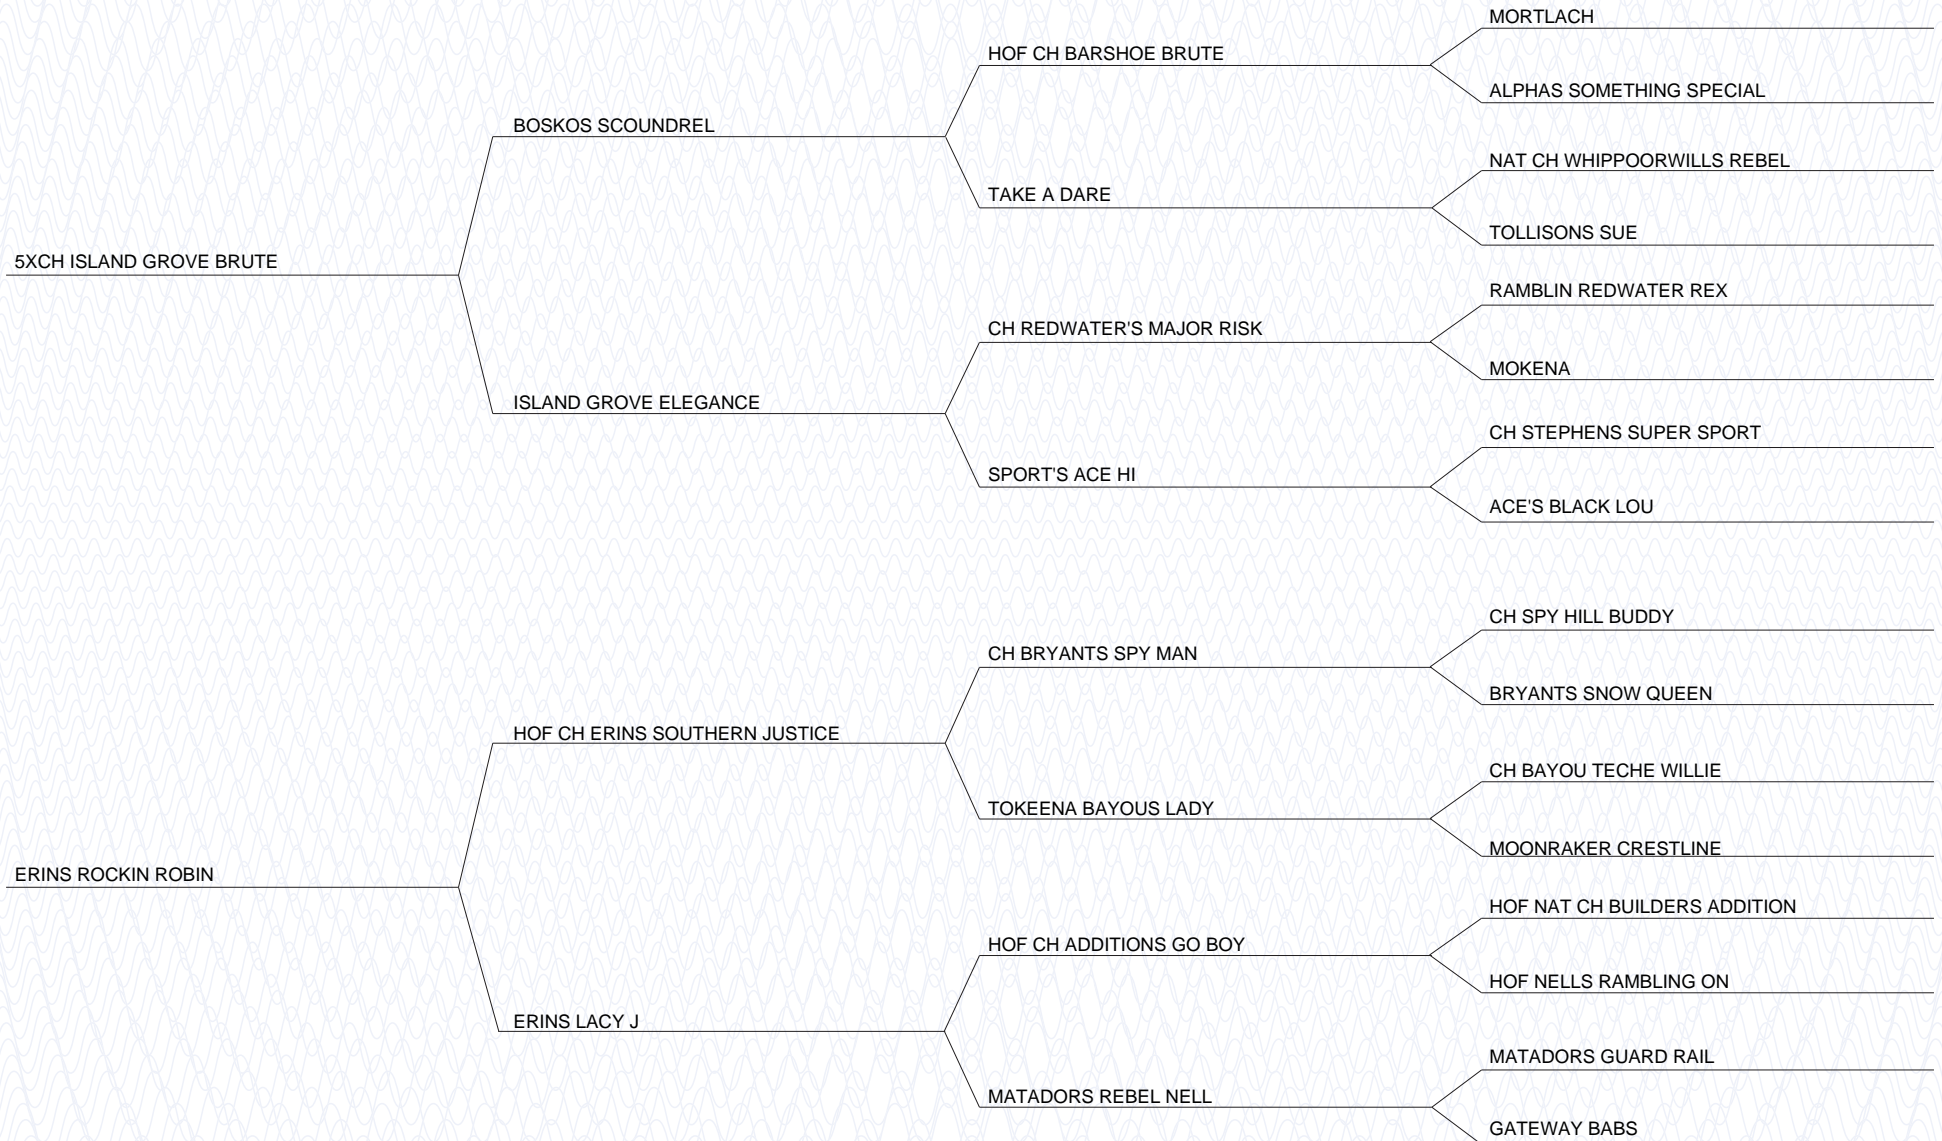 MORTLACH
HOF CH BARSHOE BRUTE
ALPHAS SOMETHING SPECIAL
BOSKOS SCOUNDREL
NAT CH WHIPPOORWILLS REBEL
TAKE A DARE
TOLLISONS SUE
5XCH ISLAND GROVE BRUTE
RAMBLIN REDWATER REX
CH REDWATER'S MAJOR RISK
MOKENA
ISLAND GROVE ELEGANCE
CH STEPHENS SUPER SPORT
SPORT'S ACE HI
ACE'S BLACK LOU
CH SPY HILL BUDDY
CH BRYANTS SPY MAN
BRYANTS SNOW QUEEN
HOF CH ERINS SOUTHERN JUSTICE
CH BAYOU TECHE WILLIE
TOKEENA BAYOUS LADY
MOONRAKER CRESTLINE
ERINS ROCKIN ROBIN
HOF NAT CH BUILDERS ADDITION
HOF CH ADDITIONS GO BOY
HOF NELLS RAMBLING ON
ERINS LACY J
MATADORS GUARD RAIL
MATADORS REBEL NELL
GATEWAY BABS